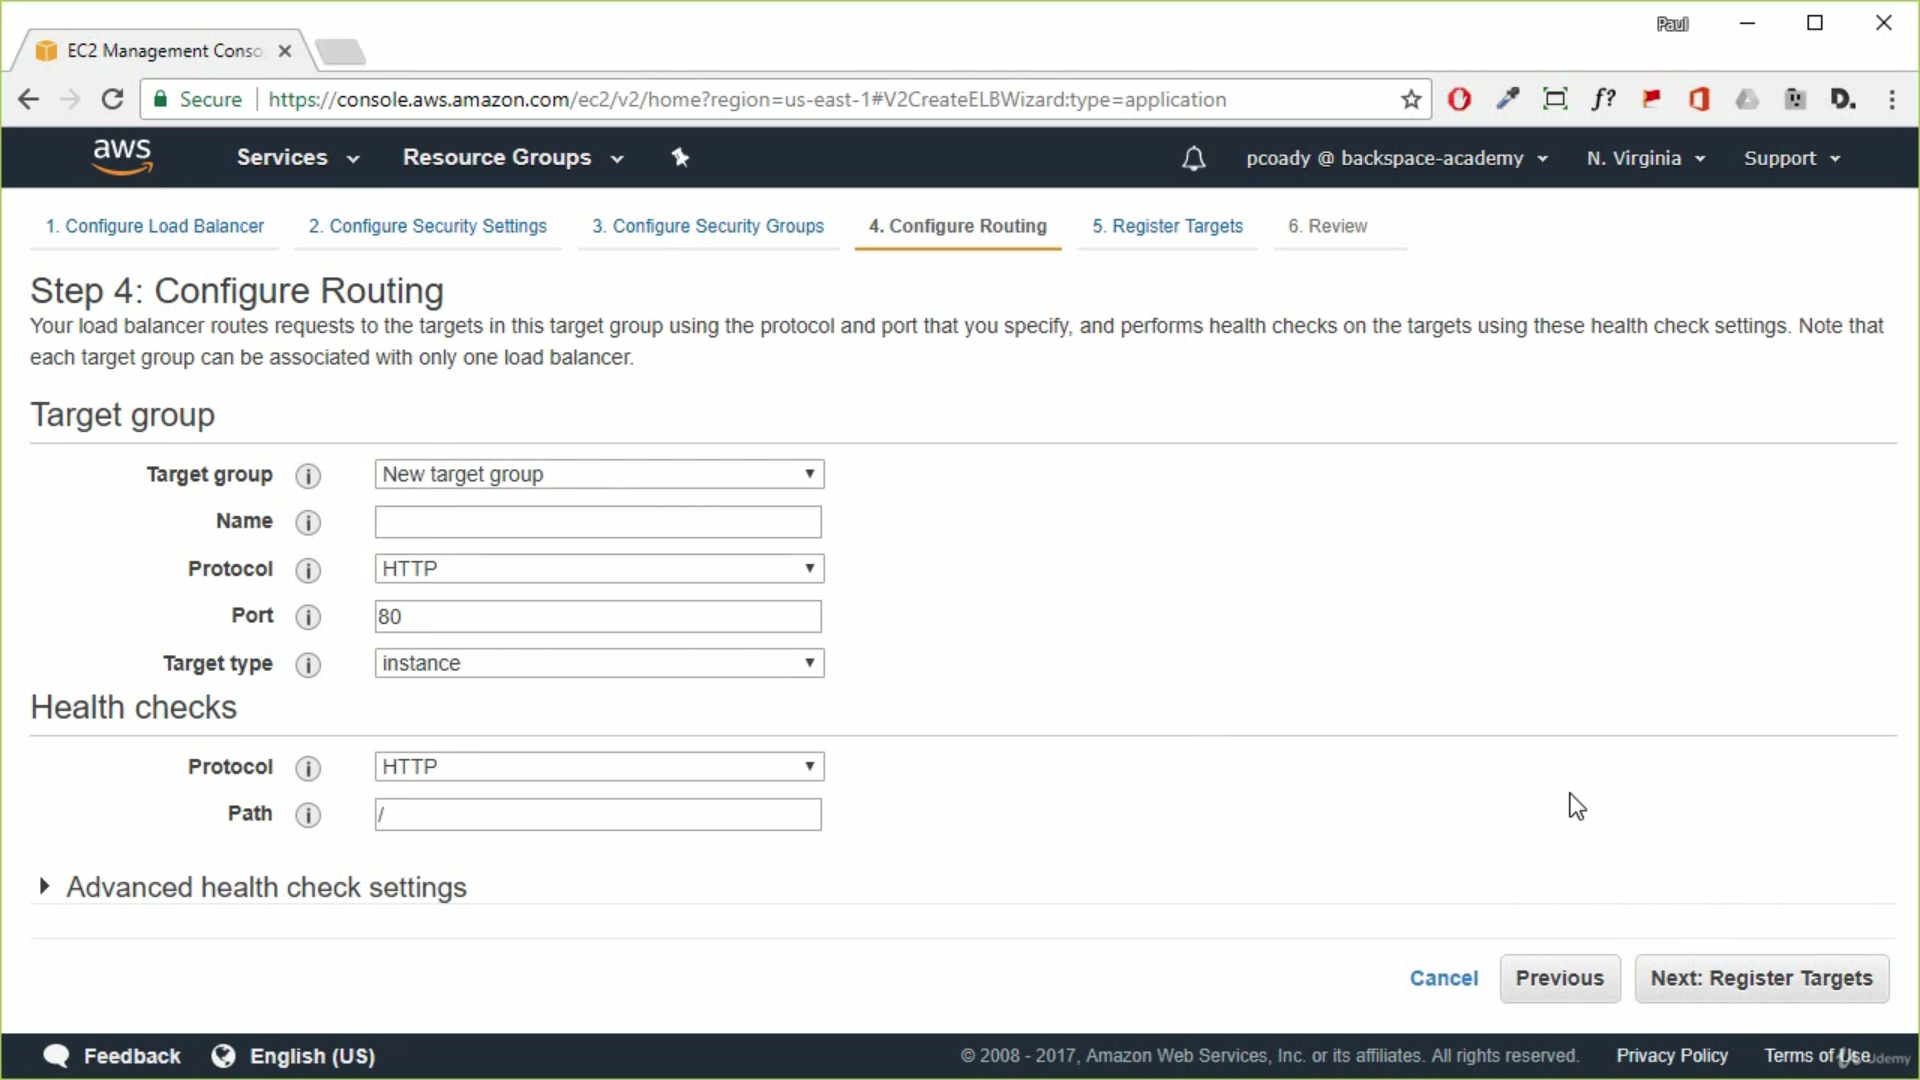 Paul
EC2 Management Conso
Secure https://console.aws.amazon.com/ec2/v2/home?region=us-east-1#V2CreateELBWizard:type=application
f?
D.
aws Services Resource Groups pcoady @ backspace-academy N. Virginia Support
1. Configure Load Balancer 2. Configure Security Settings 3. Configure Security Groups 4. Configure Routing 5. Register Targets 6. Review
Step 4: Configure Routing
Your load balancer routes requests to the targets in this target group using the protocol and port that you specify, and performs health checks on the targets using these health check settings. Note that
each target group can be associated with only one load balancer.
Target group
Target group i New target group
Name i
Protocol i HTTP
Port i 80
Target type i instance
Health checks
Protocol i HTTP
Path i /
Advanced health check settings
Cancel Previous Next: Register Targets
Feedback English (US) © 2008 - 2017, Amazon Web Services, Inc. or its affiliates. All rights reserved. Privacy Policy Terms of Use
Udemy